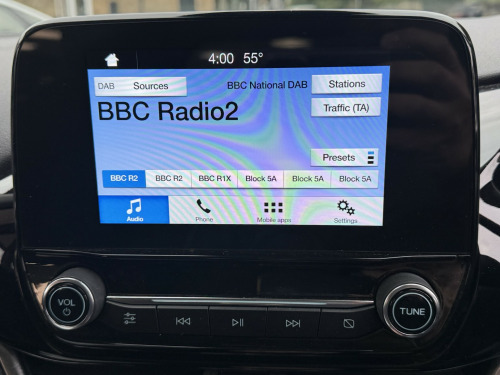 4:00 55°
DAB Sources BBC National DAB Stations
BBC Radio2
Traffic (TA)
Presets
BBC R2 BBC R2 BBC R1X Block 5A Block 5A Block 5A
Audio Phone Mobile apps Settings
VOL
TUNE